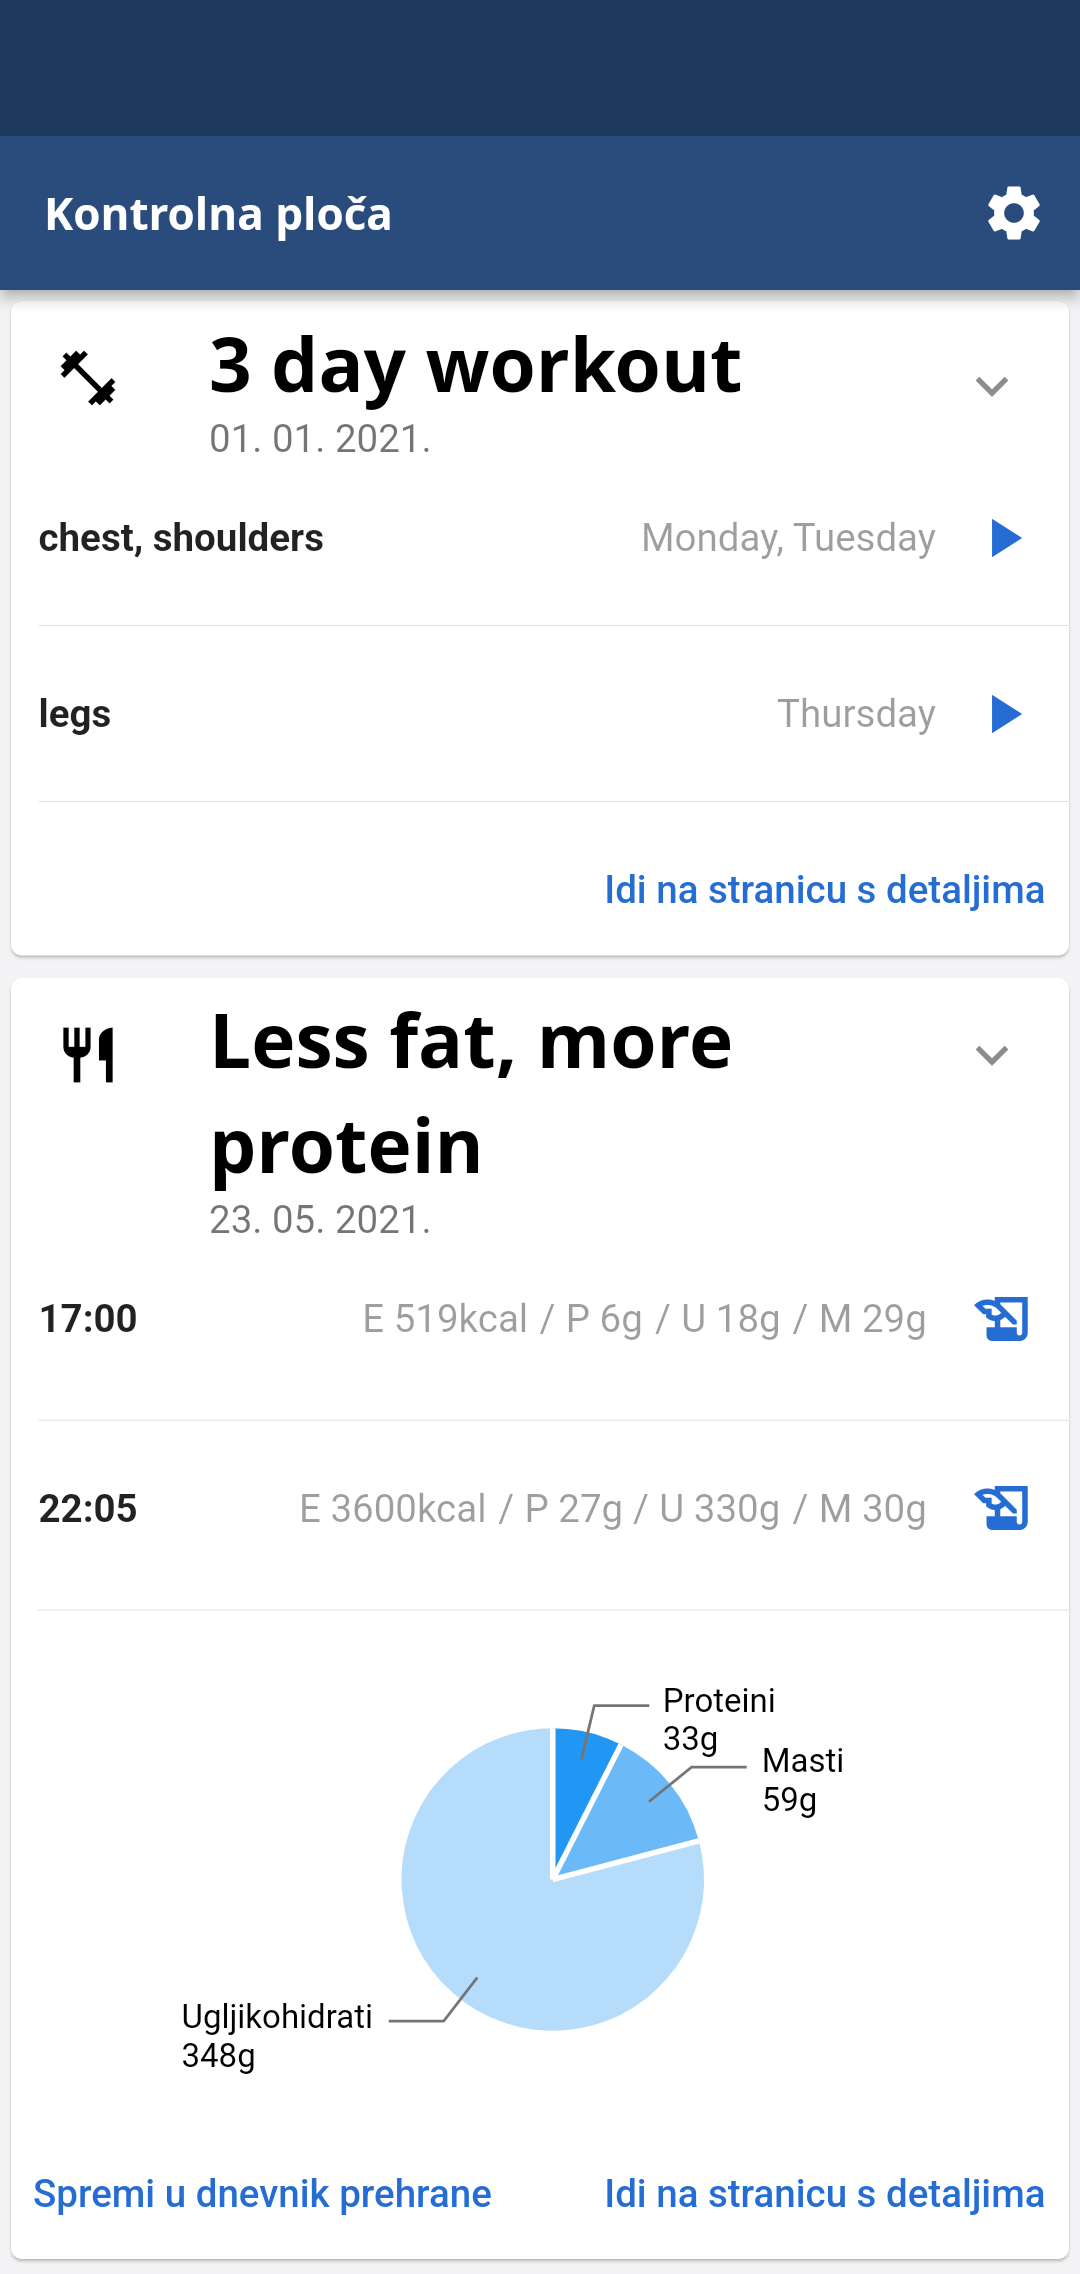 Kontrolna ploča
3 day workout
01. 01. 2021.
chest, shoulders Monday, Tuesday
legs Thursday
Idi na stranicu s detaljima
Less fat, more
protein
23. 05. 2021.
17:00 E 519kcal / P 6g / U 18g / M 29g
22:05 E 3600kcal / P 27g / U 330g / M 30g
Proteini
33g
Masti
59g
Ugljikohidrati
348g
Spremi u dnevnik prehrane Idi na stranicu s detaljima